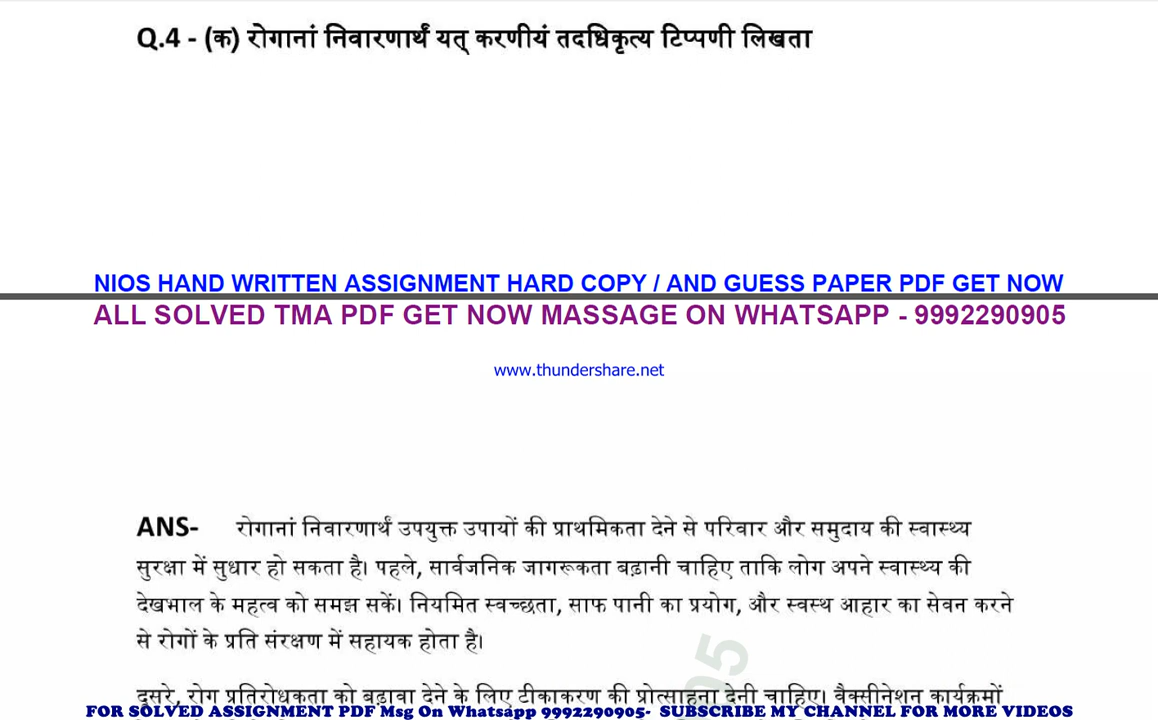 Q.4 - (क) रोगानां निवारणार्थं यत् करणीयं तदधिकृत्य टिप्पणी लिखता
NIOS HAND WRITTEN ASSIGNMENT HARD COPY / AND GUESS PAPER PDF GET NOW
ALL SOLVED TMA PDF GET NOW MASSAGE ON WHATSAPP - 9992290905
www.thundershare.net
ANS- रोगानां निवारणार्थं उपयुक्त उपायों की प्राथमिकता देने से परिवार और समुदाय की स्वास्थ्य
सुरक्षा में सुधार हो सकता है। पहले, सार्वजनिक जागरूकता बढ़ानी चाहिए ताकि लोग अपने स्वास्थ्य की
देखभाल के महत्व को समझ सकें। नियमित स्वच्छता, साफ पानी का प्रयोग, और स्वस्थ आहार का सेवन करने
से रोगों के प्रति संरक्षण में सहायक होता है।
05
दूसरे, रोग प्रतिरोधकता को बढ़ावा देने के लिए टीकाकरण की प्रोत्साहना देनी चाहिए। वैक्सीनेशन कार्यक्रमों
FOR SOLVED ASSIGNMENT PDF Msg On Whatsapp 9992290905- SUBSCRIBE MY CHANNEL FOR MORE VIDEOS